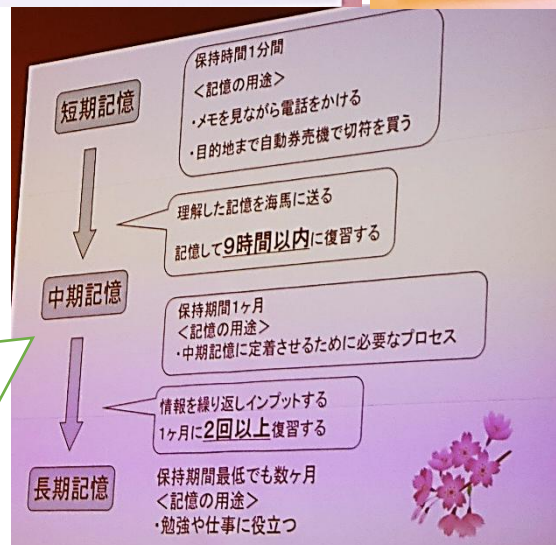 短期記憶
保持時間1分間
<記憶の用途>
・メモを見ながら電話をかける
・目的地まで自動券売機で切符を買う
理解した記憶を海馬に送る
記憶して9時間以内に復習する
中期記憶
保持期間1ヶ月
<記憶の用途>
・中期記憶に定着させるために必要なプロセス
情報を繰り返しインプットする
1ヶ月に2回以上復習する
長期記憶
保持期間最低でも数ヶ月
<記憶の用途>
・勉強や仕事に役立つ